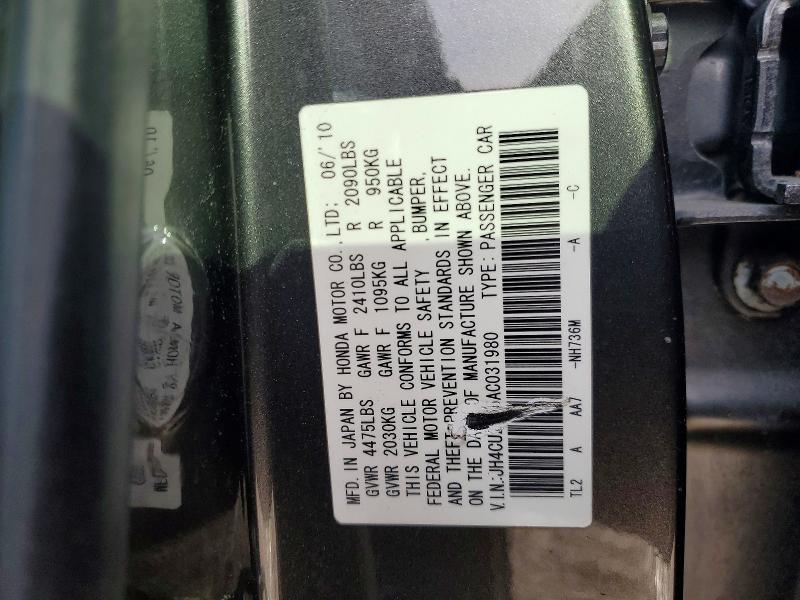 MFD. IN JAPAN BY HONDA MOTOR CO., LTD; 06/'10
GVWR 4475LBS GAWR F 2410LBS R 2090LBS
GVWR 2030KG GAWR F 1095KG R 950KG
THIS VEHICLE CONFORMS TO ALL APPLICABLE
FEDERAL MOTOR VEHICLE SAFETY , BUMPER,
AND THEFT PREVENTION STANDARDS IN EFFECT
ON THE OF MANUFACTURE SHOWN ABOVE.
V.I.N.: TYPE: PASSENGER CAR
TL2 A AA7 -NH736M -A -C